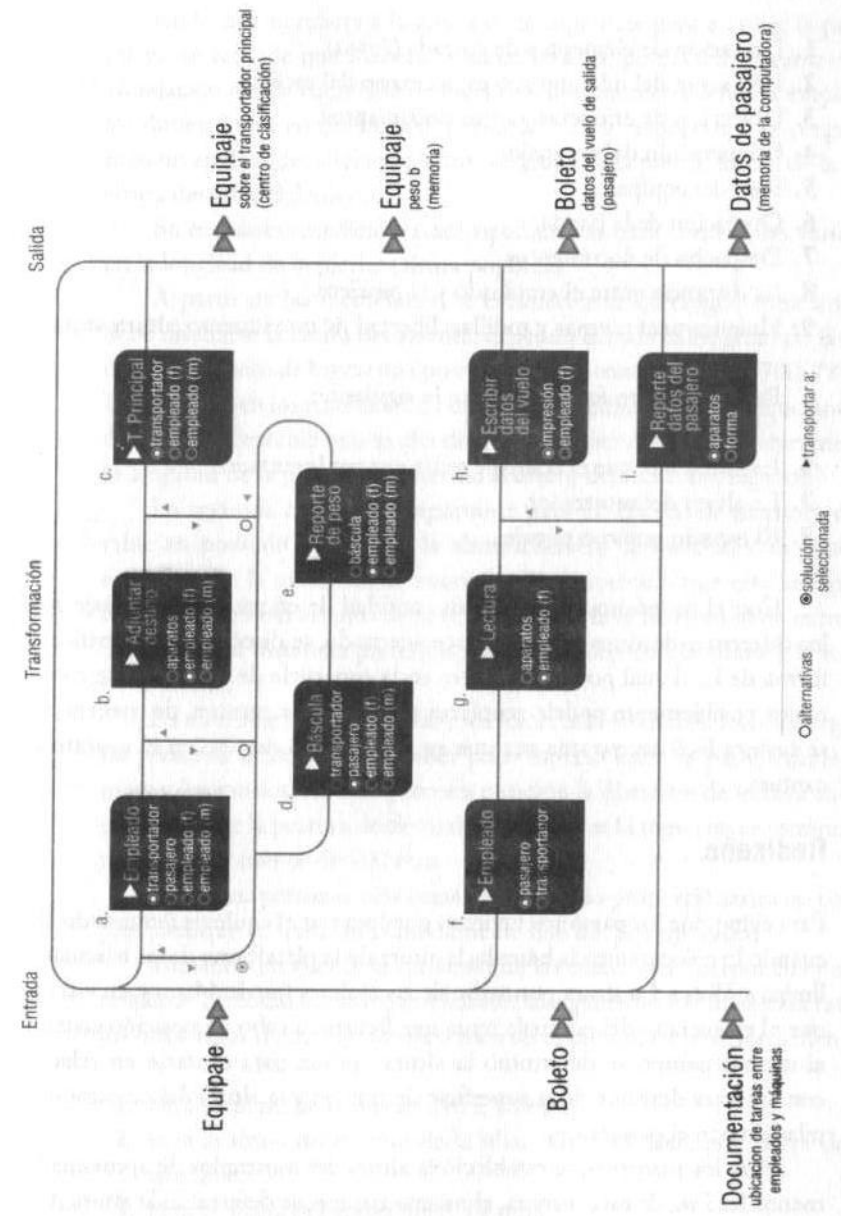 Entrada
Transformación
Salida
Equipaje
a.
Empleado
transportador
pasajero
empleado (f)
empleado (m)
b.
Adjuntar
aparatos
empleado (f)
empleado (m)
c.
T. Principal
transportador
empleado (f)
empleado (m)
d.
Báscula
transportador
pasajero
empleado (f)
empleado (m)
e.
Reporte
de peso
báscula
empleado (f)
empleado (m)
Equipaje
sobre el transportador principal
(centro de clasificación)
Equipaje
peso b
(memoria)
Boleto
f.
Empleado
pasajero
transportador
g.
Lectura
aparatos
empleado (f)
h.
Escribir
datos
del vuelo
impresión
empleado (f)
Reporte
datos del
pasajero
aparatos
forma
Boleto
datos del vuelo de salida
(pasajero)
Datos de pasajero
(memoria de la computadora)
Documentación
ubicación de tareas entre
empleados y máquinas
alternativas
solución
seleccionada
transportar a: